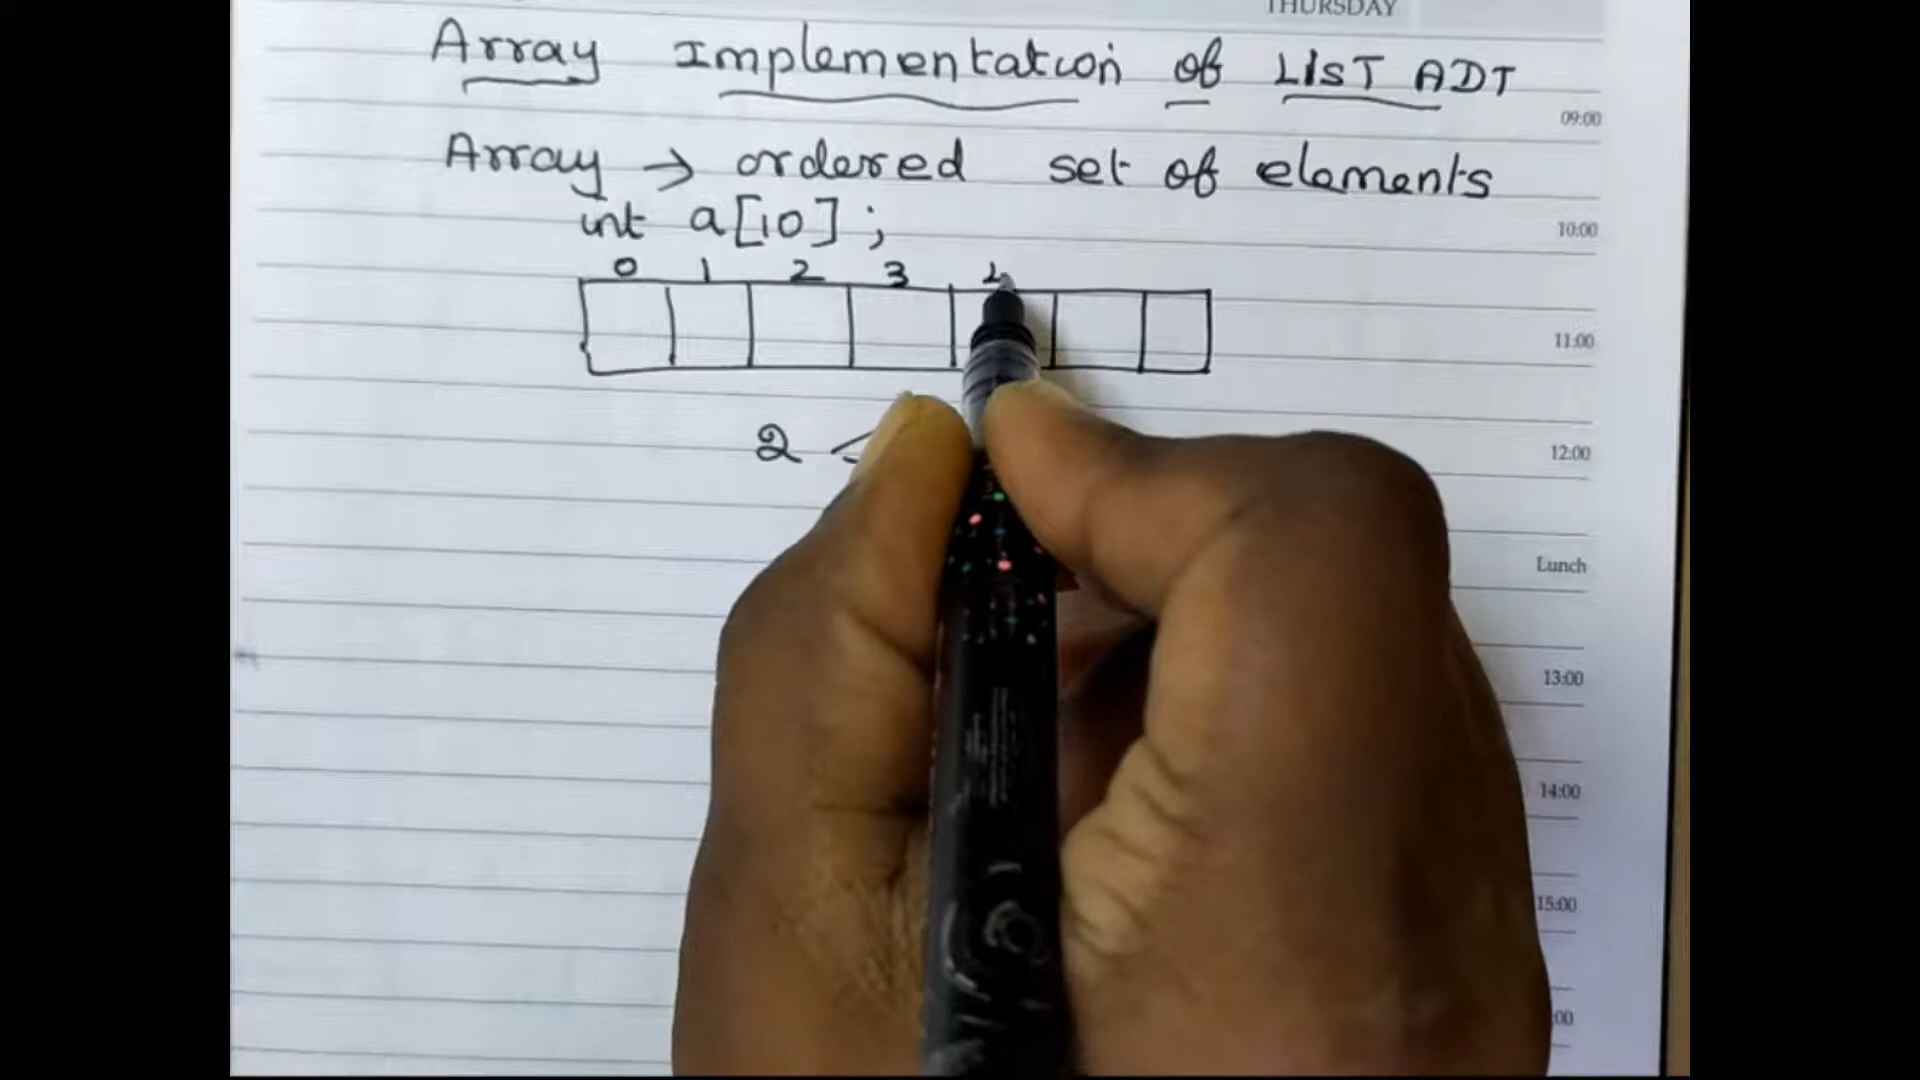 THURSDAY
Array Implementation of LIST ADT
09:00
Array → ordered set of elements
int a[10];
10:00
0 1 2 3
11:00
2
12:00
Lunch
13:00
14:00
15:00
:00